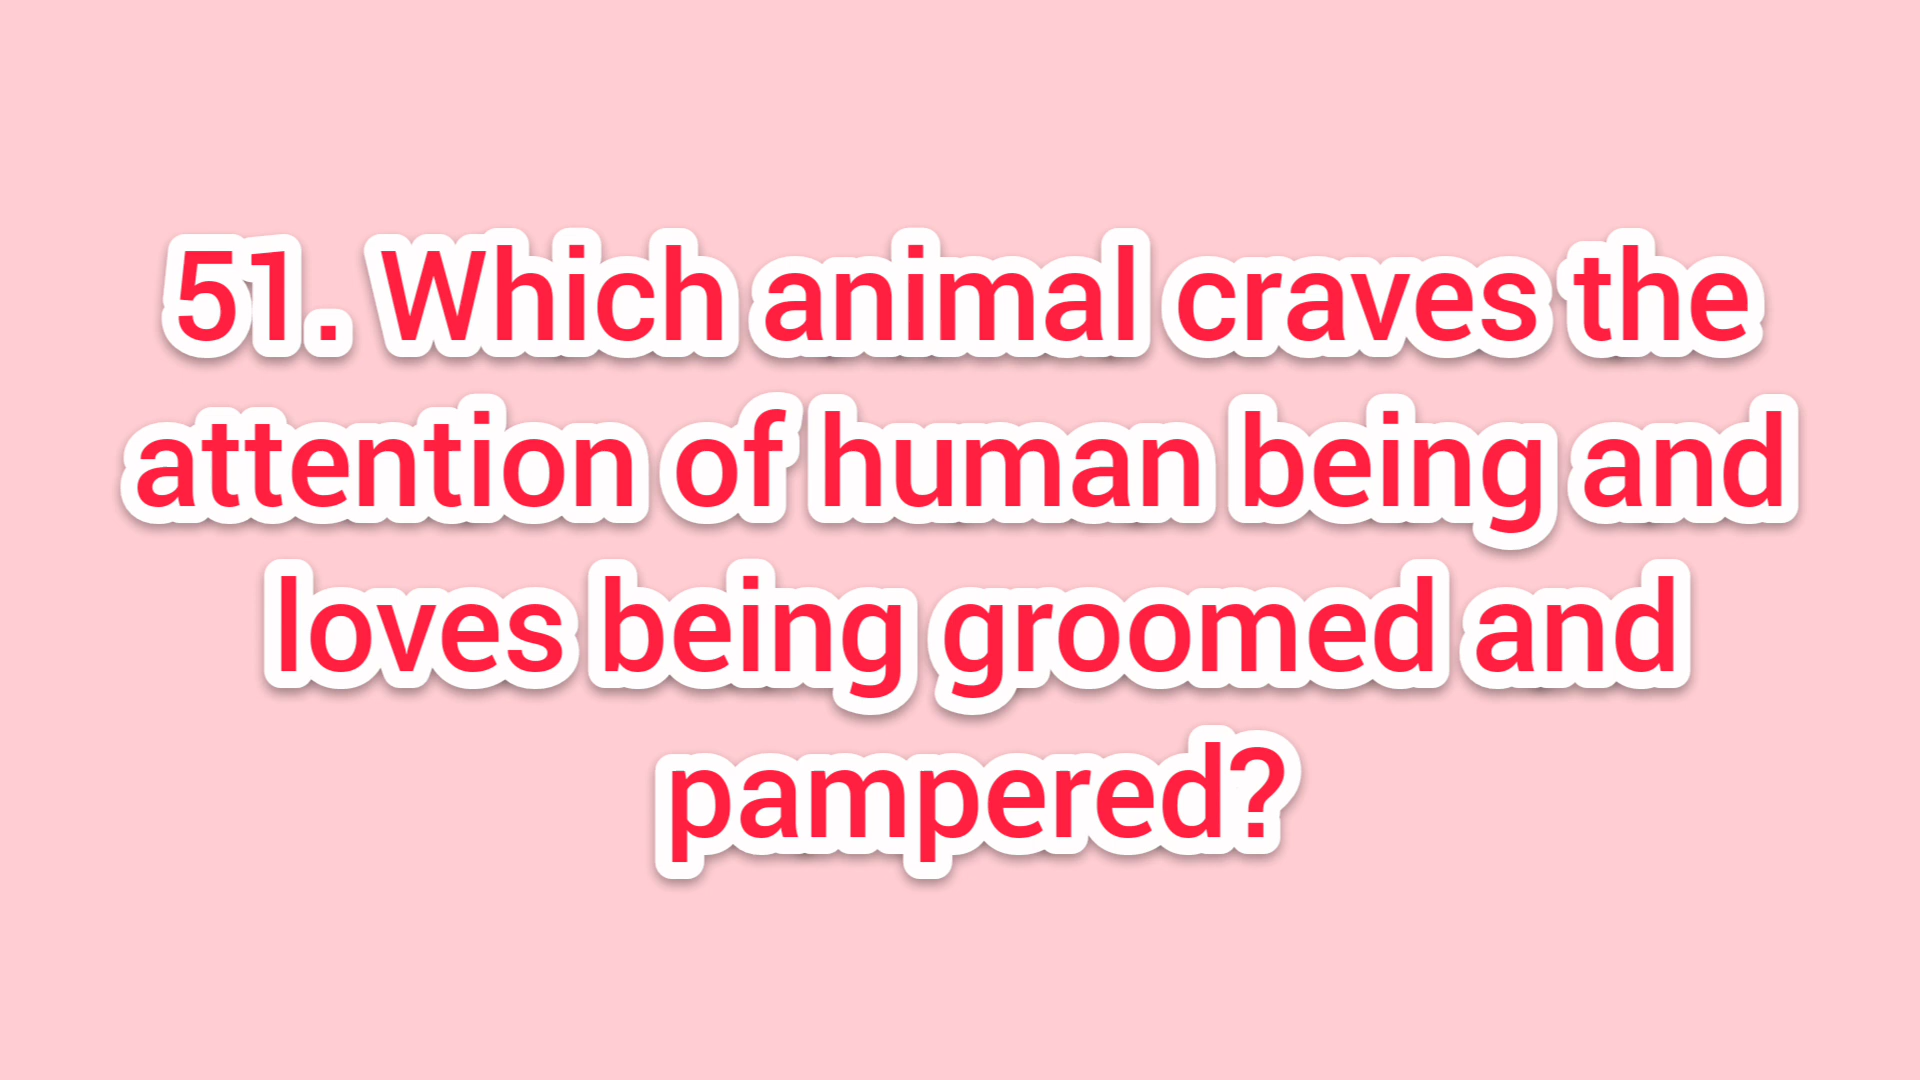 51. Which animal craves the
attention of human being and
loves being groomed and
pampered?